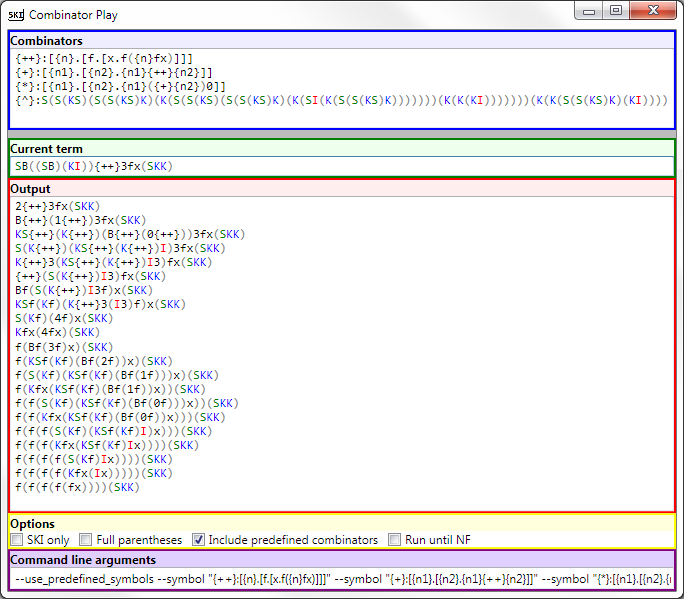 SKI Combinator Play
Combinators
{++}:[{n}.[f.[x.f({n}fx)]]]
{+}:[{n1}.[{n2}.{n1}{++}{n2}]]
{*}:[{n1}.[{n2}.{n1}({+}{n2})0]]
{^}:S(S(KS)(S(S(KS)K)(K(S(S(KS)(S(S(KS)K)(K(SI(K(S(S(KS)K)))))))(K(K(KI)))))))(K(K(S(S(KS)K)(KI))))
Current term
SB((SB)(KI)){++}3fx(SKK)
Output
2{++}3fx(SKK)
B{++}(1{++})3fx(SKK)
KS{++}(K{++})(B{++}(0{++}))3fx(SKK)
S(K{++})(KS{++}(K{++})I)3fx(SKK)
K{++}3(KS{++}(K{++})I3)fx(SKK)
{++}(S(K{++})I3)fx(SKK)
Bf(S(K{++})I3f)x(SKK)
KSf(Kf)(K{++}3(I3)f)x(SKK)
S(Kf)(4f)x(SKK)
Kfx(4fx)(SKK)
f(Bf(3f)x)(SKK)
f(KSf(Kf)(Bf(2f))x)(SKK)
f(S(Kf)(KSf(Kf)(Bf(1f)))x)(SKK)
f(Kfx(KSf(Kf)(Bf(1f))x))(SKK)
f(f(S(Kf)(KSf(Kf)(Bf(0f)))x))(SKK)
f(f(Kfx(KSf(Kf)(Bf(0f))x)))(SKK)
f(f(f(S(Kf)(KSf(Kf)I)x)))(SKK)
f(f(f(Kfx(KSf(Kf)Ix))))(SKK)
f(f(f(f(S(Kf)Ix))))(SKK)
f(f(f(f(Kfx(Ix)))))(SKK)
f(f(f(f(fx))))(SKK)
Options
SKI only Full parentheses Include predefined combinators Run until NF
Command line arguments
--use_predefined_symbols --symbol "{++}:[{n}.[f.[x.f({n}fx)]]]" --symbol "{+}:[{n1}.[{n2}.{n1}{++}{n2}]]" --symbol "{*}:[{n1}.[{n2}.{n